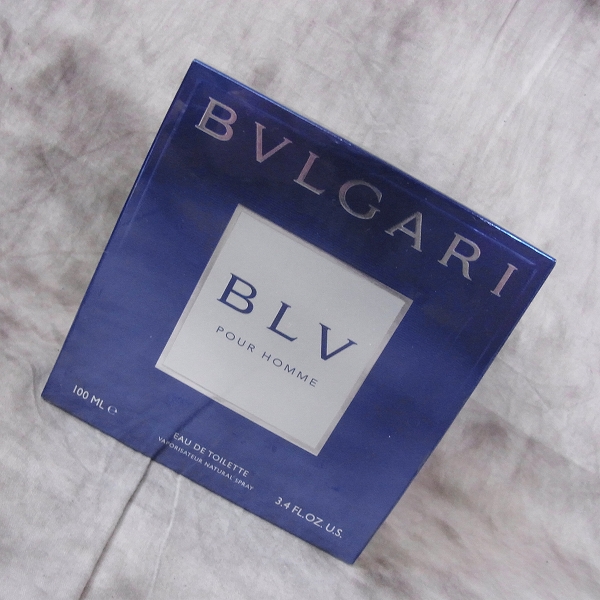 BVLGARI
BLV
POUR HOMME
100 ML e
EAU DE TOILETTE
VAPORISATEUR NATURAL SPRAY
3.4 FL.OZ. U.S.